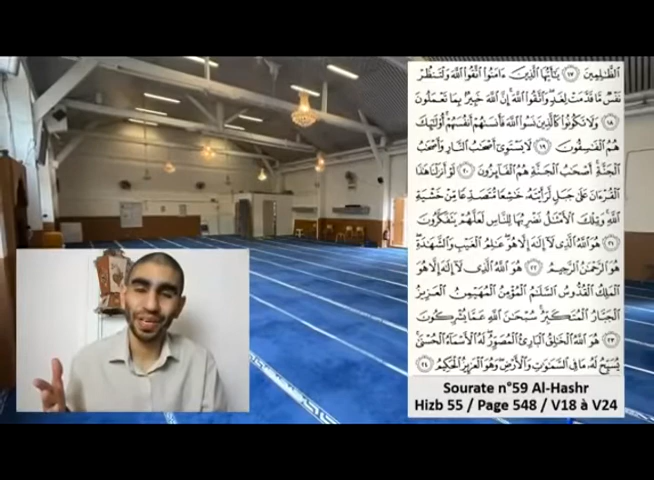 ٱلظَّٰلِمِينَ ١٧ يَٰٓأَيُّهَا ٱلَّذِينَ ءَامَنُوا۟ ٱتَّقُوا۟ ٱللَّهَ وَلْتَنظُرْ
نَفْسٌ مَّا قَدَّمَتْ لِغَدٍ وَٱتَّقُوا۟ ٱللَّهَ إِنَّ ٱللَّهَ خَبِيرٌۢ بِمَا تَعْمَلُونَ
١٨ وَلَا تَكُونُوا۟ كَٱلَّذِينَ نَسُوا۟ ٱللَّهَ فَأَنسَىٰهُمْ أَنفُسَهُمْ أُو۟لَٰٓئِكَ
هُمُ ٱلْفَٰسِقُونَ ١٩ لَا يَسْتَوِىٓ أَصْحَٰبُ ٱلنَّارِ وَأَصْحَٰبُ
ٱلْجَنَّةِ أَصْحَٰبُ ٱلْجَنَّةِ هُمُ ٱلْفَآئِزُونَ ٢٠ لَوْ أَنزَلْنَا هَٰذَا
ٱلْقُرْءَانَ عَلَىٰ جَبَلٍ لَّرَأَيْتَهُۥ خَٰشِعًا مُّتَصَدِّعًا مِّنْ خَشْيَةِ
ٱللَّهِ وَتِلْكَ ٱلْأَمْثَٰلُ نَضْرِبُهَا لِلنَّاسِ لَعَلَّهُمْ يَتَفَكَّرُونَ
٢١ هُوَ ٱللَّهُ ٱلَّذِى لَآ إِلَٰهَ إِلَّا هُوَ عَٰلِمُ ٱلْغَيْبِ وَٱلشَّهَٰدَةِ
هُوَ ٱلرَّحْمَٰنُ ٱلرَّحِيمُ ٢٢ هُوَ ٱللَّهُ ٱلَّذِى لَآ إِلَٰهَ إِلَّا هُوَ
ٱلْمَلِكُ ٱلْقُدُّوسُ ٱلسَّلَٰمُ ٱلْمُؤْمِنُ ٱلْمُهَيْمِنُ ٱلْعَزِيزُ
ٱلْجَبَّارُ ٱلْمُتَكَبِّرُ سُبْحَٰنَ ٱللَّهِ عَمَّا يُشْرِكُونَ
٢٣ هُوَ ٱللَّهُ ٱلْخَٰلِقُ ٱلْبَارِئُ ٱلْمُصَوِّرُ لَهُ ٱلْأَسْمَآءُ ٱلْحُسْنَىٰ
يُسَبِّحُ لَهُۥ مَا فِى ٱلسَّمَٰوَٰتِ وَٱلْأَرْضِ وَهُوَ ٱلْعَزِيزُ ٱلْحَكِيمُ ٢٤
Sourate n°59 Al-Hashr
Hizb 55 / Page 548 / V18 à V24